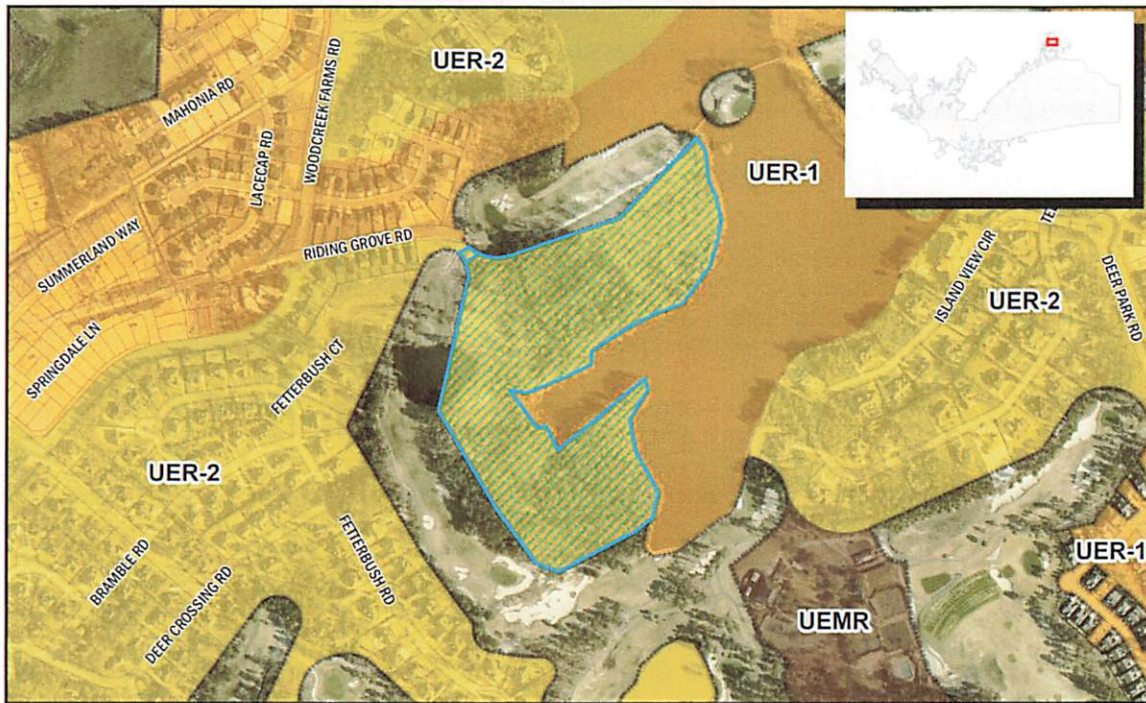 UER-2
MAHONIA RD
WOODCREEK FARMS RD
LACECAP RD
UER-1
SUMMERLAND WAY
RIDING GROVE RD
ISLAND VIEW CIR
DEER PARK RD
UER-2
SPRINGDALE LN
FETTERBUSH CT
UER-2
BRAMBLE RD
DEER CROSSING RD
FETTERBUSH RD
UER-1
UEMR